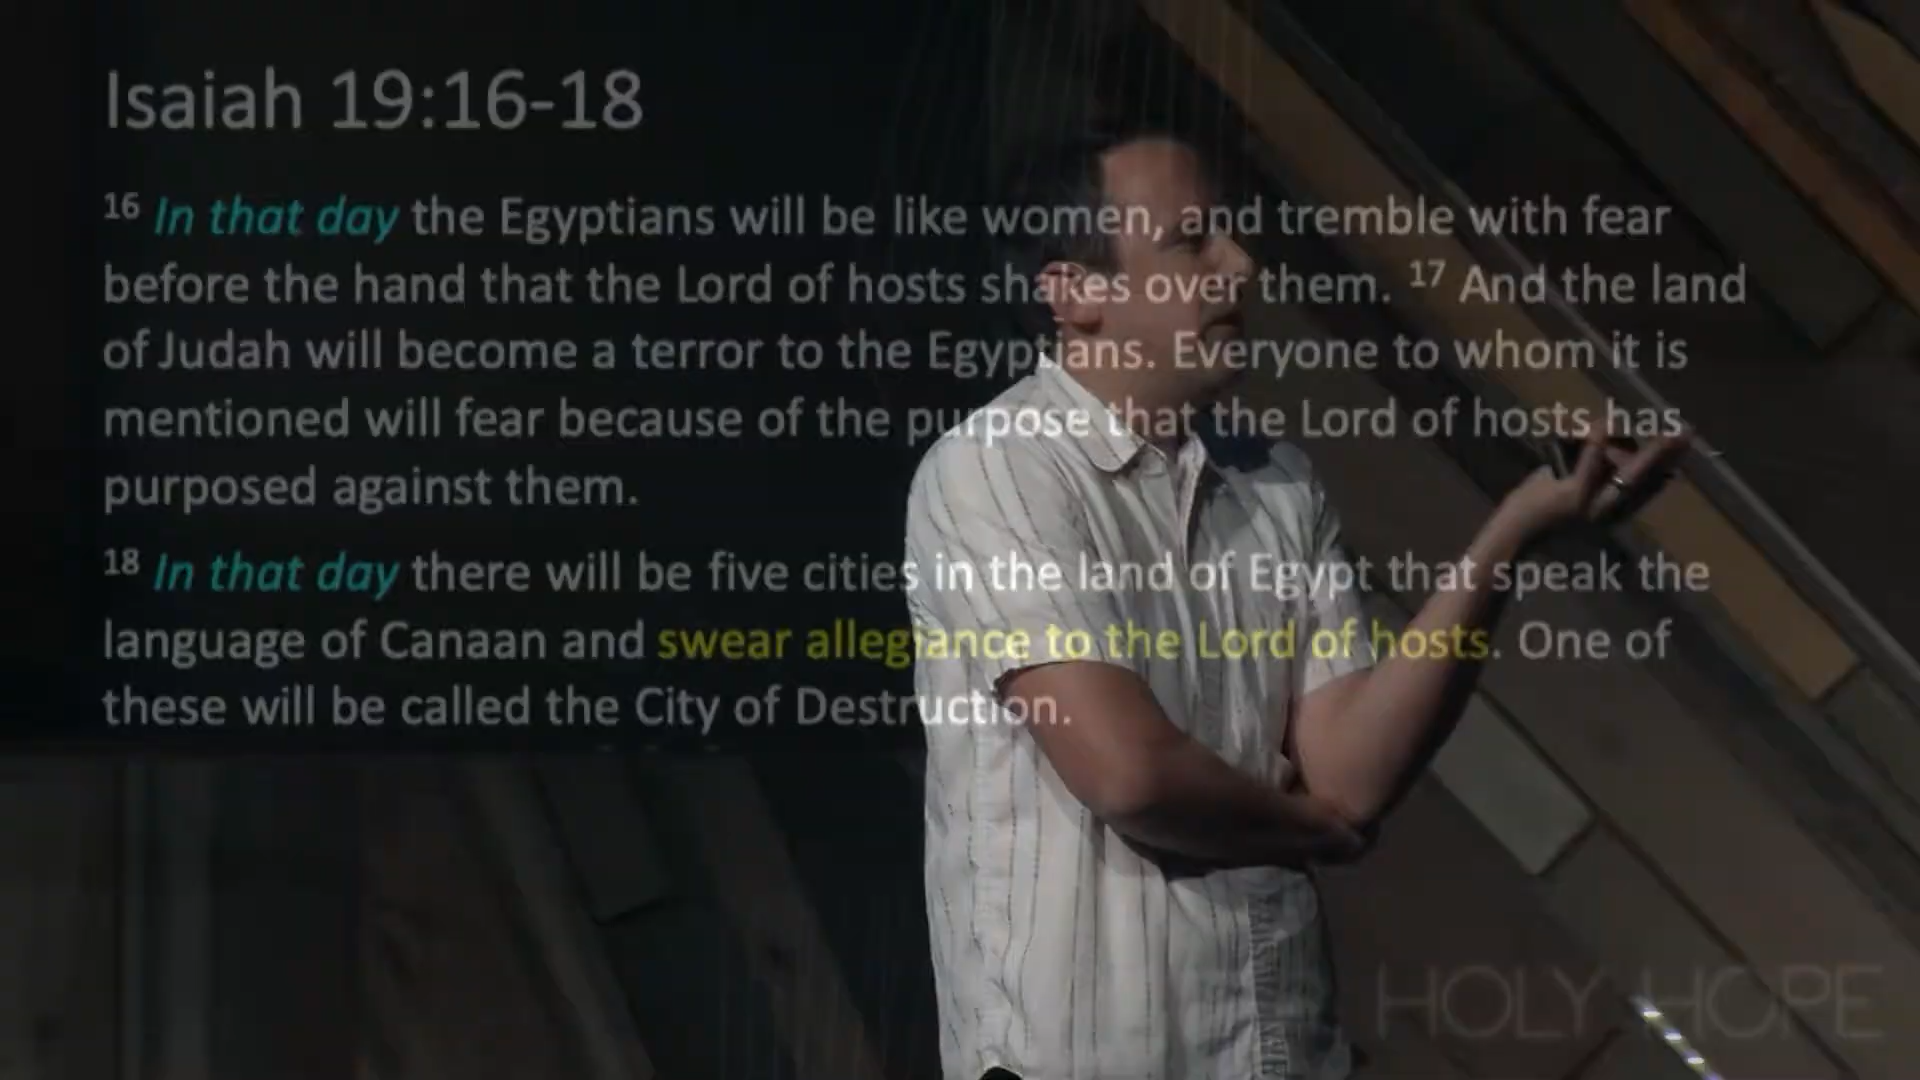 Isaiah 19:16-18
16 In that day the Egyptians will be like women, and tremble with fear
before the hand that the Lord of hosts shakes over them. 17 And the land
of Judah will become a terror to the Egyptians. Everyone to whom it is
mentioned will fear because of the purpose that the Lord of hosts has
purposed against them.
18 In that day there will be five cities in the land of Egypt that speak the
language of Canaan and swear allegiance to the Lord of hosts. One of
these will be called the City of Destruction.
HOLY HOPE